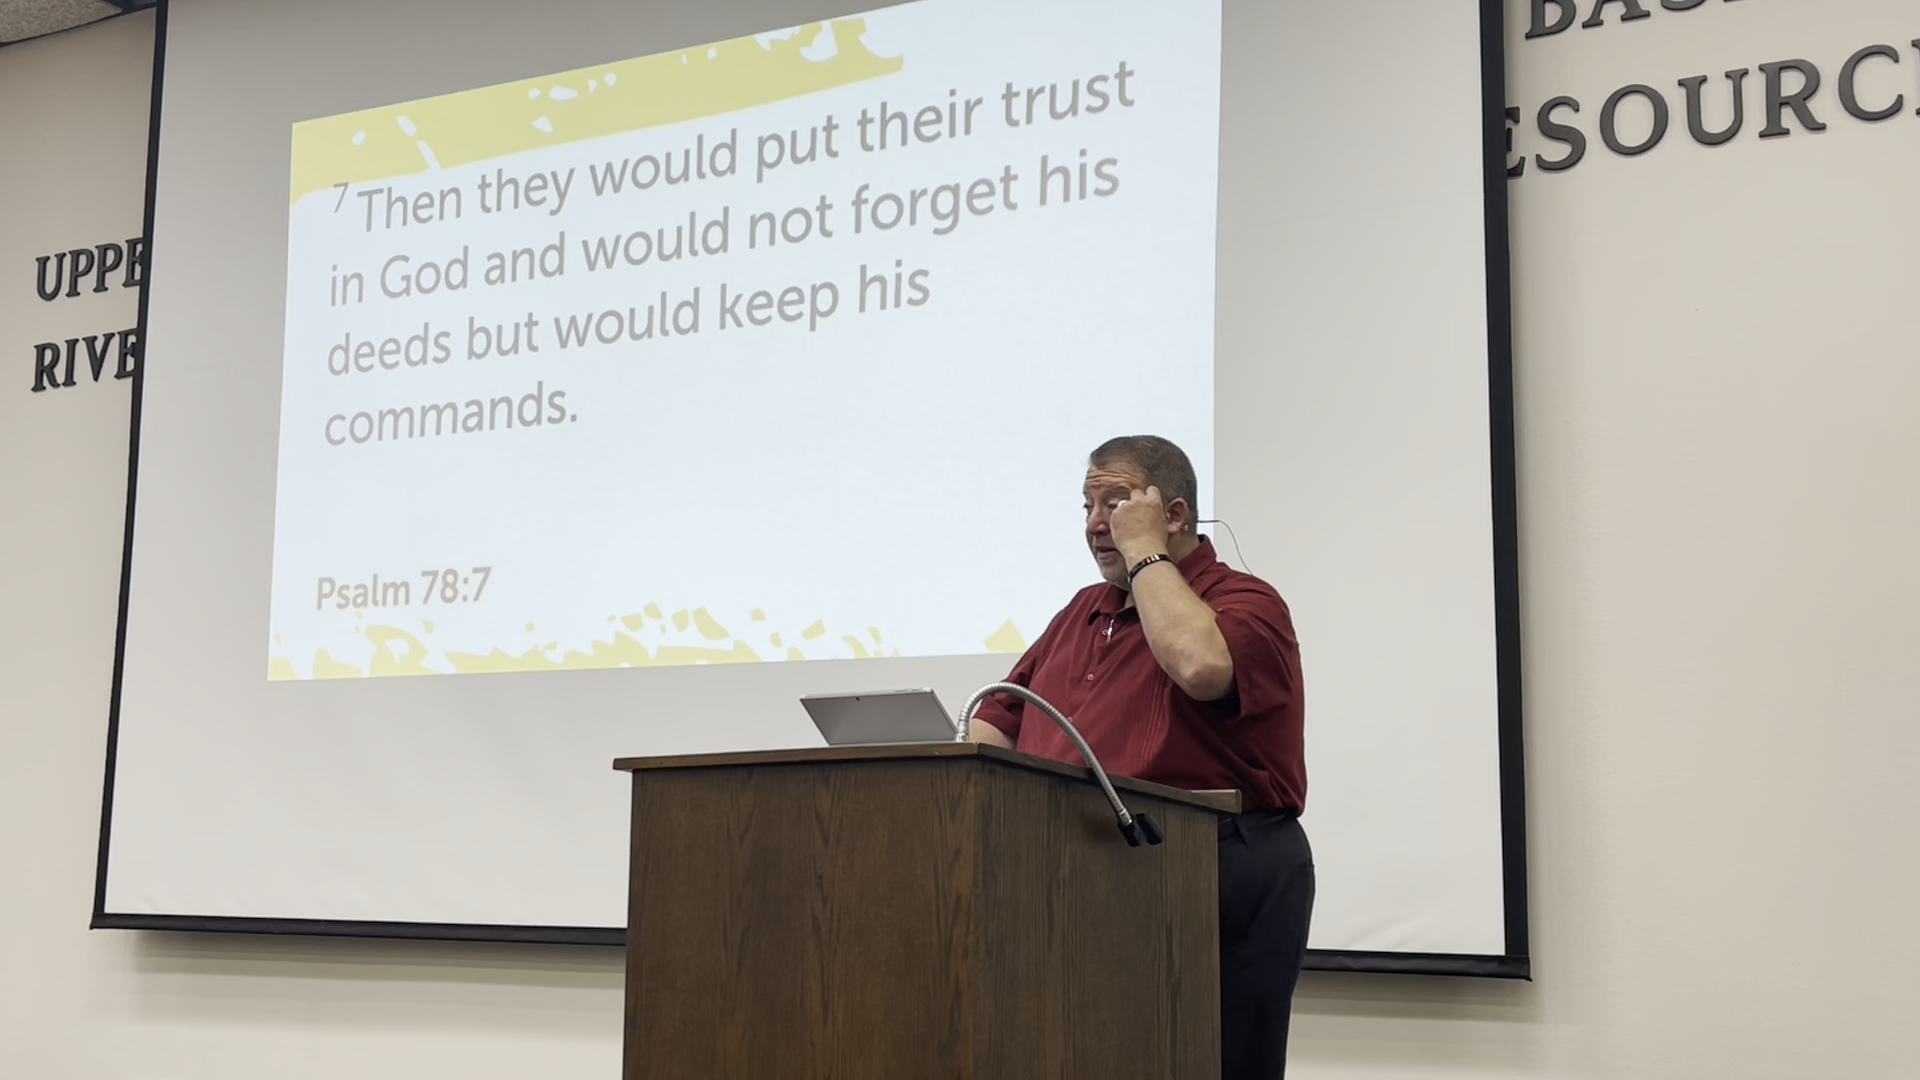 BAS
ESOURC
UPPE
RIVE
7 Then they would put their trust
in God and would not forget his
deeds but would keep his
commands.
Psalm 78:7